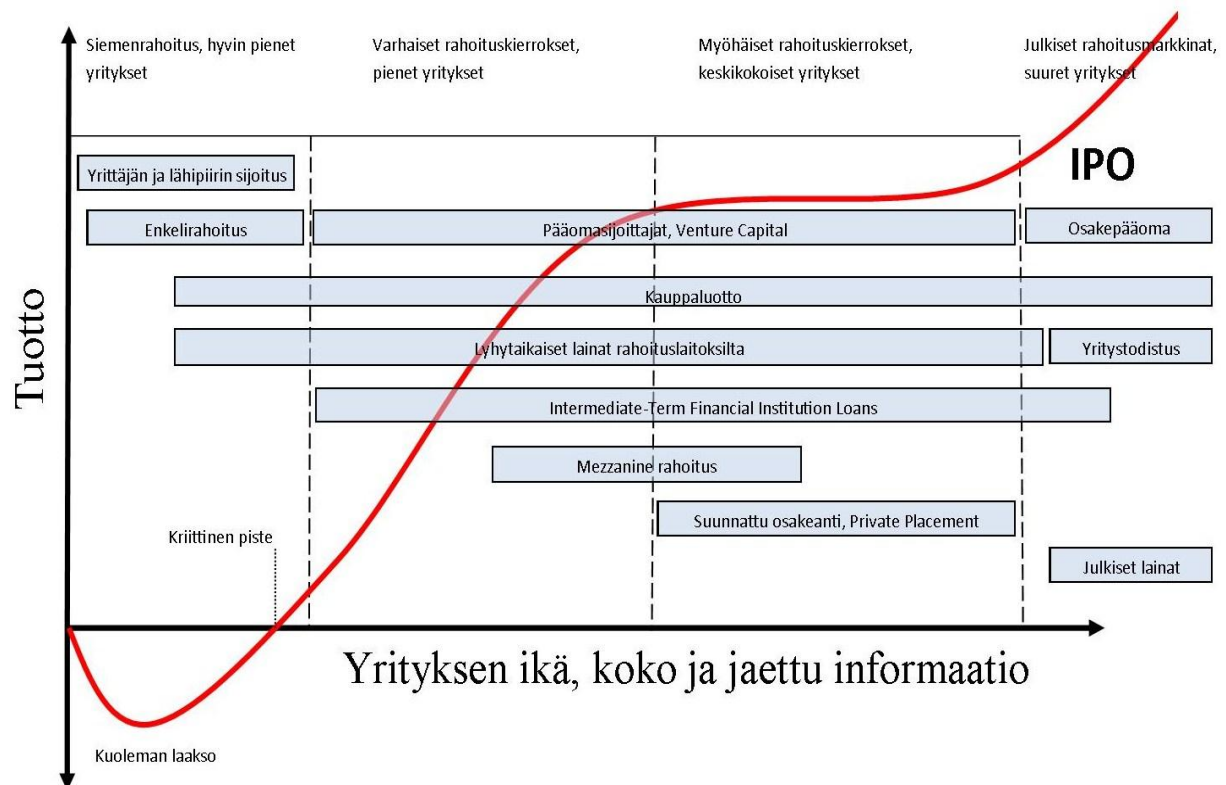 Siemenrahoitus, hyvin pienet
yritykset
Varhaiset rahoituskierrokset,
pienet yritykset
Myöhäiset rahoituskierrokset,
keskikokoiset yritykset
Julkiset rahoitusmarkkinat,
suuret yritykset
IPO
Yrittäjän ja lähipiirin sijoitus
Enkelirahoitus
Pääomasijoittajat, Venture Capital
Osakepääoma
Kauppaluotto
Lyhytaikaiset lainat rahoituslaitoksilta
Yritystodistus
Intermediate-Term Financial Institution Loans
Mezzanine rahoitus
Suunnattu osakeanti, Private Placement
Julkiset lainat
Tuotto
Kriittinen piste
Yrityksen ikä, koko ja jaettu informaatio
Kuoleman laakso